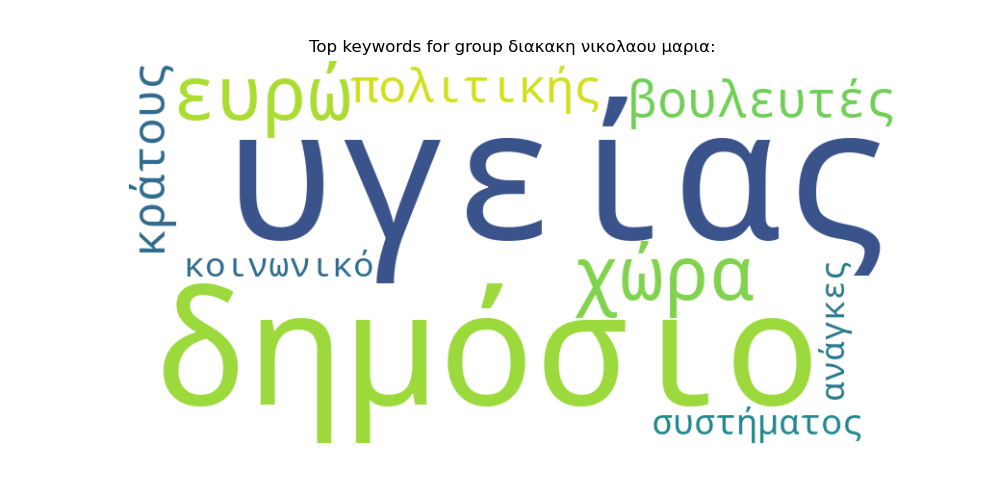 Top keywords for group διακακη νικολαου μαρια:
κράτους
ευρώ
πολιτικής
βουλευτές
υγείας
κοινωνικό
χώρα
ανάγκες
δημόσιο
συστήματος